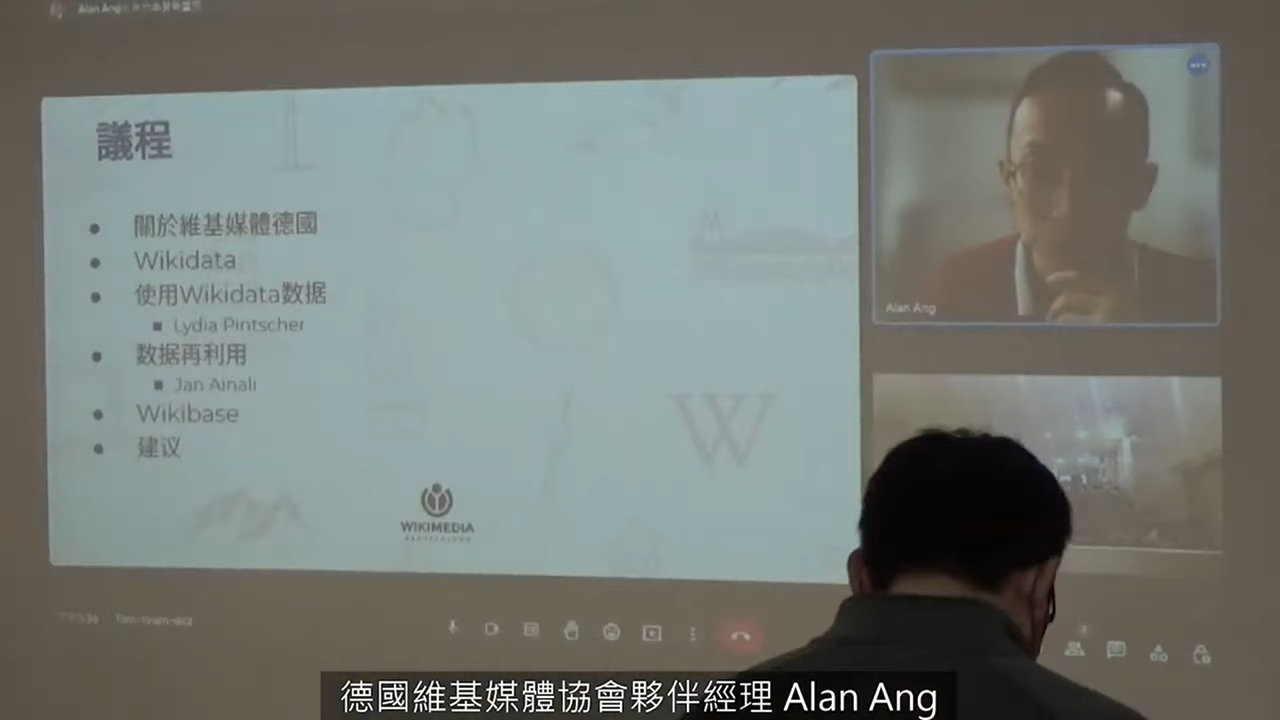 Alan Ang
議程
關於維基媒體德國
Wikidata
使用Wikidata数据
Lydia Pintscher
数据再利用
Jan Ainali
Wikibase
建议
WIKIMEDIA
Alan Ang
W
德國維基媒體協會夥伴經理 Alan Ang